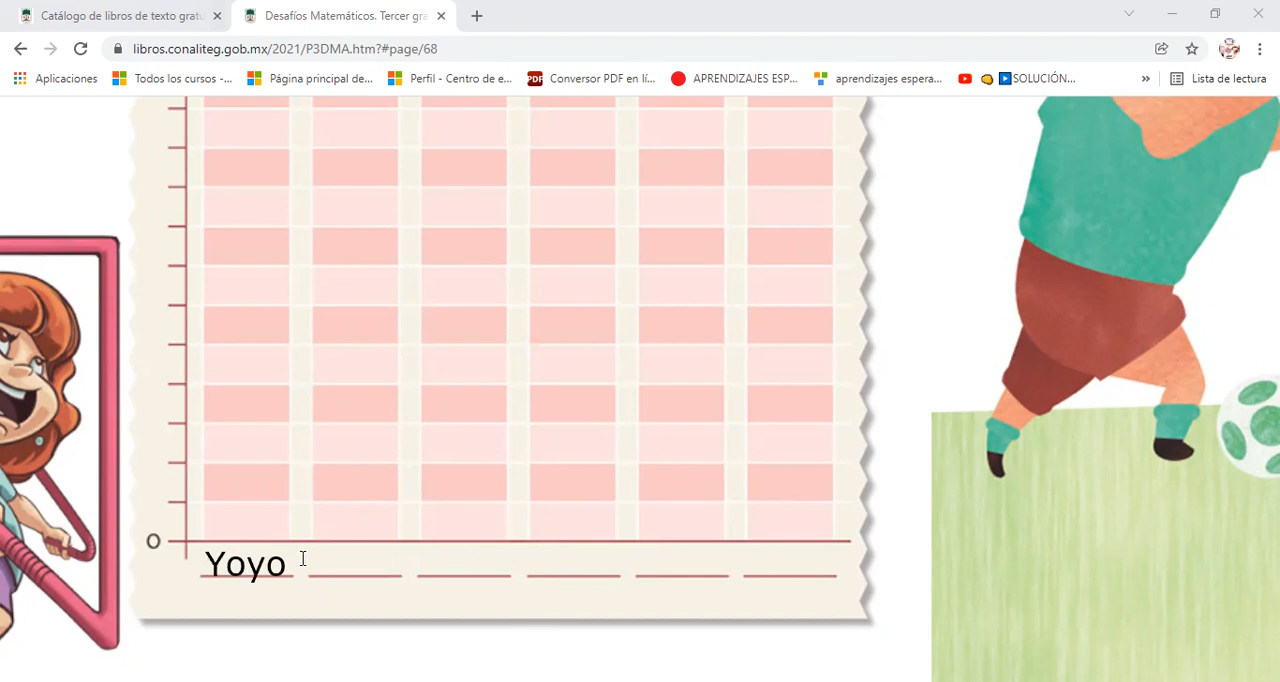 Catálogo de libros de texto gratu
Desafíos Matemáticos. Tercer gra
libros.conaliteg.gob.mx/2021/P3DMA.htm?#page/68
Aplicaciones
Todos los cursos -...
Página principal de...
Perfil - Centro de e...
PDF
Conversor PDF en lí...
APRENDIZAJES ESP...
aprendizajes espera...
SOLUCIÓN...
»
Lista de lectura
0
Yoyo